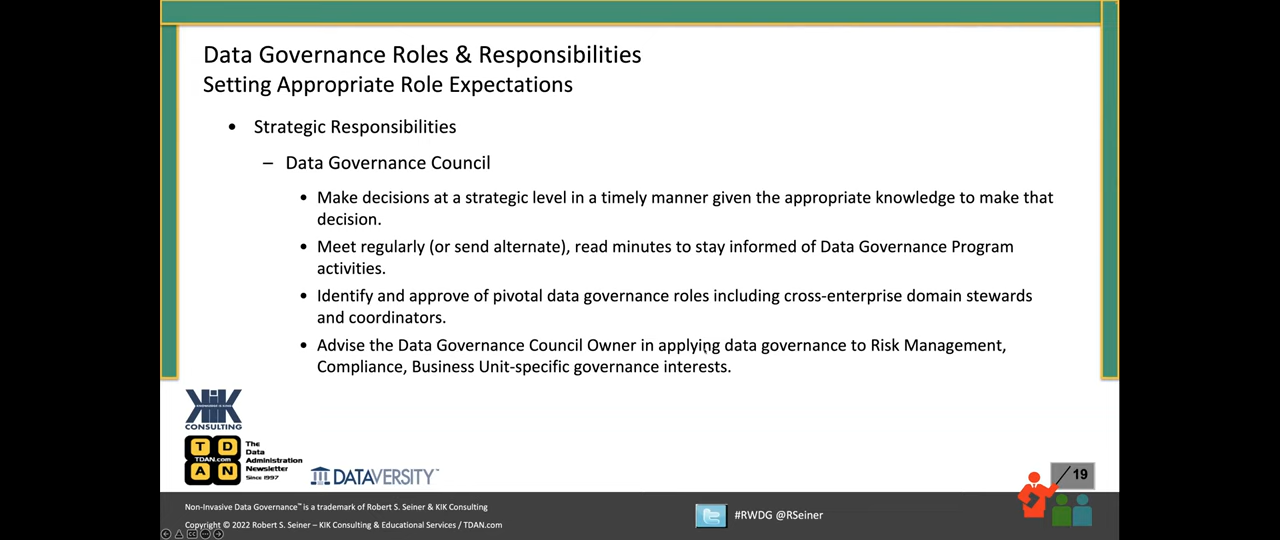 Data Governance Roles & Responsibilities
Setting Appropriate Role Expectations
• Strategic Responsibilities
– Data Governance Council
• Make decisions at a strategic level in a timely manner given the appropriate knowledge to make that
decision.
• Meet regularly (or send alternate), read minutes to stay informed of Data Governance Program
activities.
• Identify and approve of pivotal data governance roles including cross-enterprise domain stewards
and coordinators.
• Advise the Data Governance Council Owner in applying data governance to Risk Management,
Compliance, Business Unit-specific governance interests.
KIK
CONSULTING
T D
TDAN.com
A N
The
Data
Administration
Newsletter
Since 1997
DATAVERSITY™
19
Non-Invasive Data Governance™ is a trademark of Robert S. Seiner & KIK Consulting
Copyright © 2022 Robert S. Seiner – KIK Consulting & Educational Services / TDAN.com
#RWDG @RSeiner